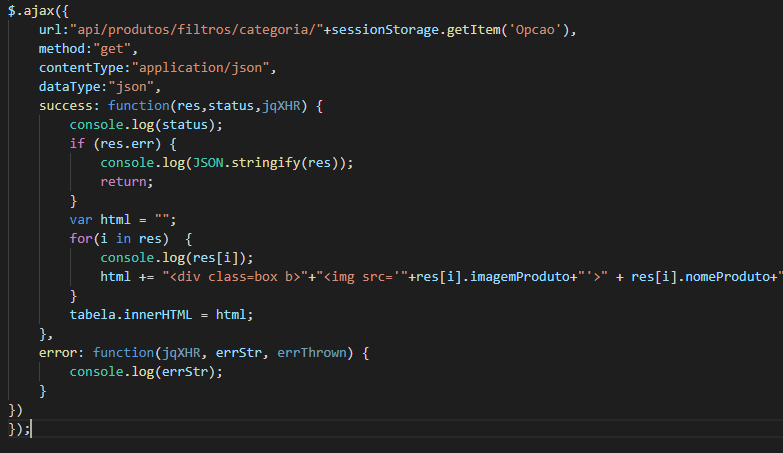 $.ajax({
url:"api/produtos/filtros/categoria/"+sessionStorage.getItem('Opcao'),
method:"get",
contentType:"application/json",
dataType:"json",
success: function(res,status,jqXHR) {
console.log(status);
if (res.err) {
console.log(JSON.stringify(res));
return;
}
var html = "";
for(i in res)  {
console.log(res[i]);
html += "<div class=box b>"+"<img src='"+res[i].imagemProduto+"'>" + res[i].nomeProduto+"
}
tabela.innerHTML = html;
},
error: function(jqXHR, errStr, errThrown) {
console.log(errStr);
}
})
});